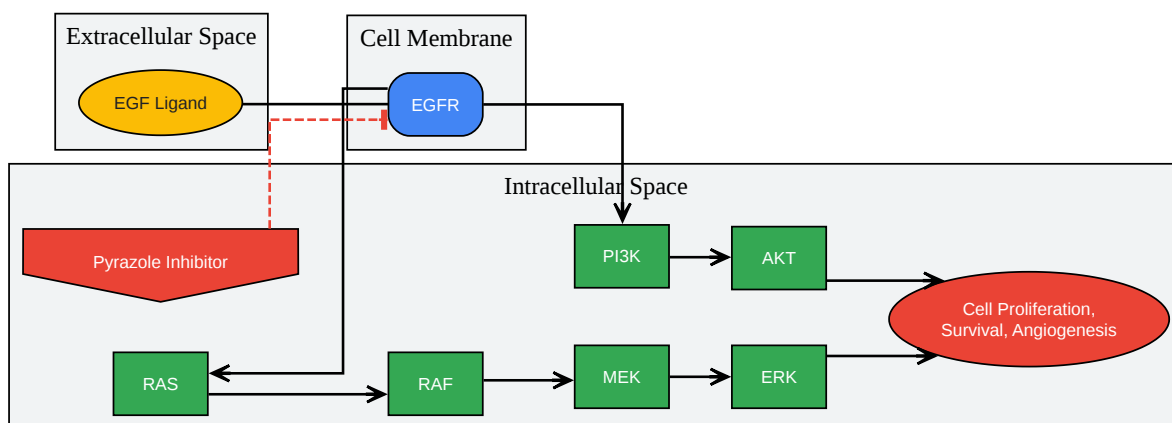 Extracellular Space
Cell Membrane
EGF Ligand
EGFR
Intracellular Space
Pyrazole Inhibitor
PI3K
AKT
Cell Proliferation,
Survival, Angiogenesis
RAS
RAF
MEK
ERK